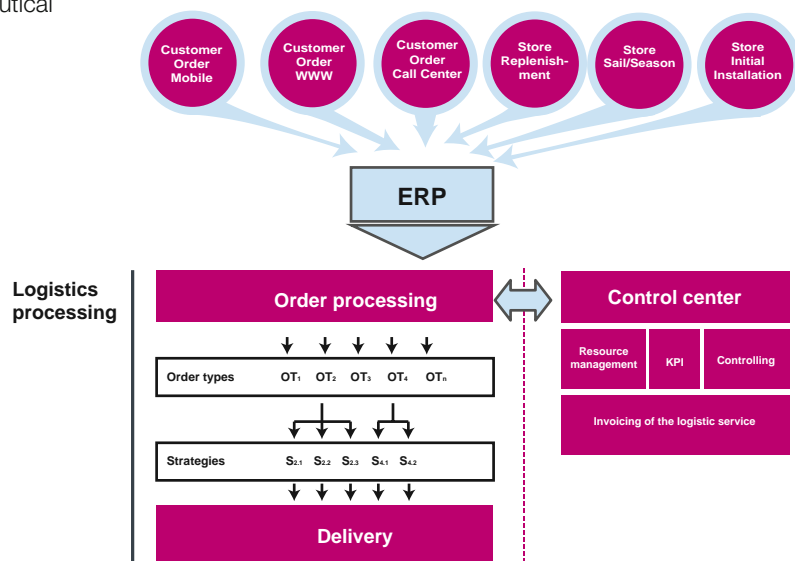 utical
Customer
Order
Mobile
Customer
Order
WWW
Customer
Order
Call Center
Store
Replenish-
ment
Store
Sail/Season
Store
Initial
Installation
ERP
Logistics
processing
Order processing
Control center
Resource
management
KPI
Controlling
Order types OT₁ OT₂ OT₃ OT₄ OTₙ
Invoicing of the logistic service
Strategies S₂.₁ S₂.₂ S₂.₃ S₄.₁ S₄.₂
Delivery